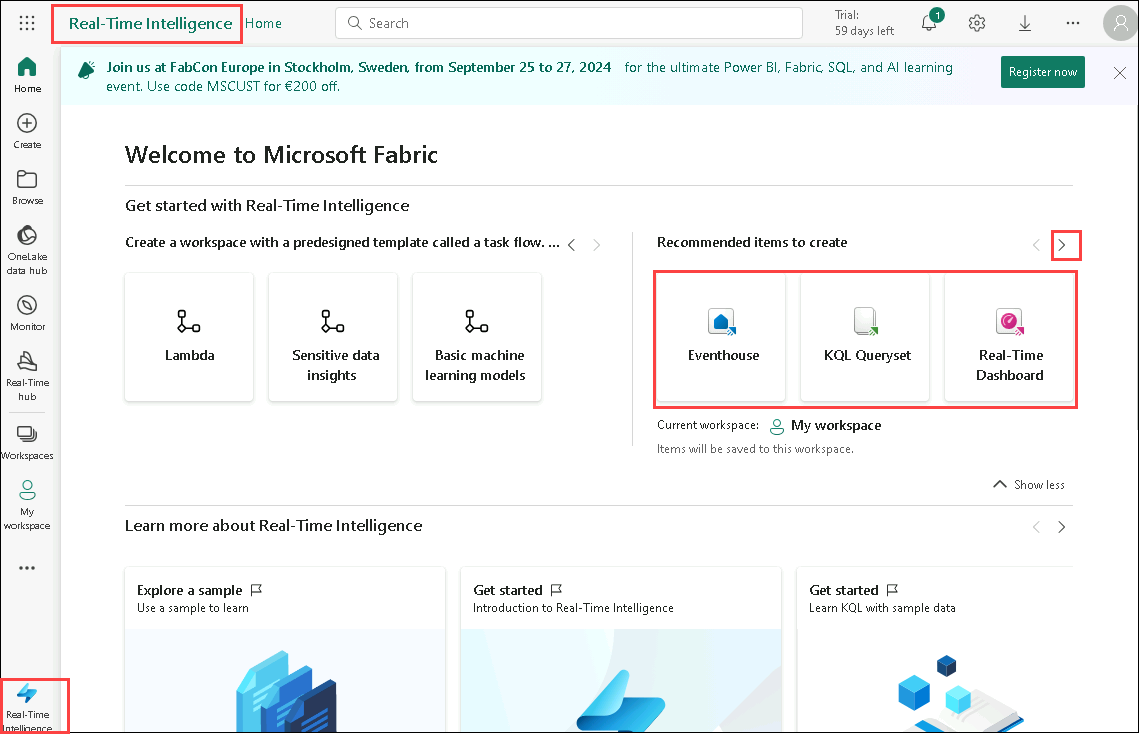 Real-Time Intelligence Home
Search
Trial:
59 days left
1
Join us at FabCon Europe in Stockholm, Sweden, from September 25 to 27, 2024 for the ultimate Power BI, Fabric, SQL, and AI learning
event. Use code MSCUST for €200 off.
Register now
Home
Create
Browse
OneLake
data hub
Monitor
Real-Time
hub
Workspaces
My
workspace
Real-Time
Intelligence
Welcome to Microsoft Fabric
Get started with Real-Time Intelligence
Create a workspace with a predesigned template called a task flow. ...
Lambda
Sensitive data
insights
Basic machine
learning models
Recommended items to create
Eventhouse
KQL Queryset
Real-Time
Dashboard
Current workspace: My workspace
Items will be saved to this workspace.
Show less
Learn more about Real-Time Intelligence
Explore a sample
Use a sample to learn
Get started
Introduction to Real-Time Intelligence
Get started
Learn KQL with sample data